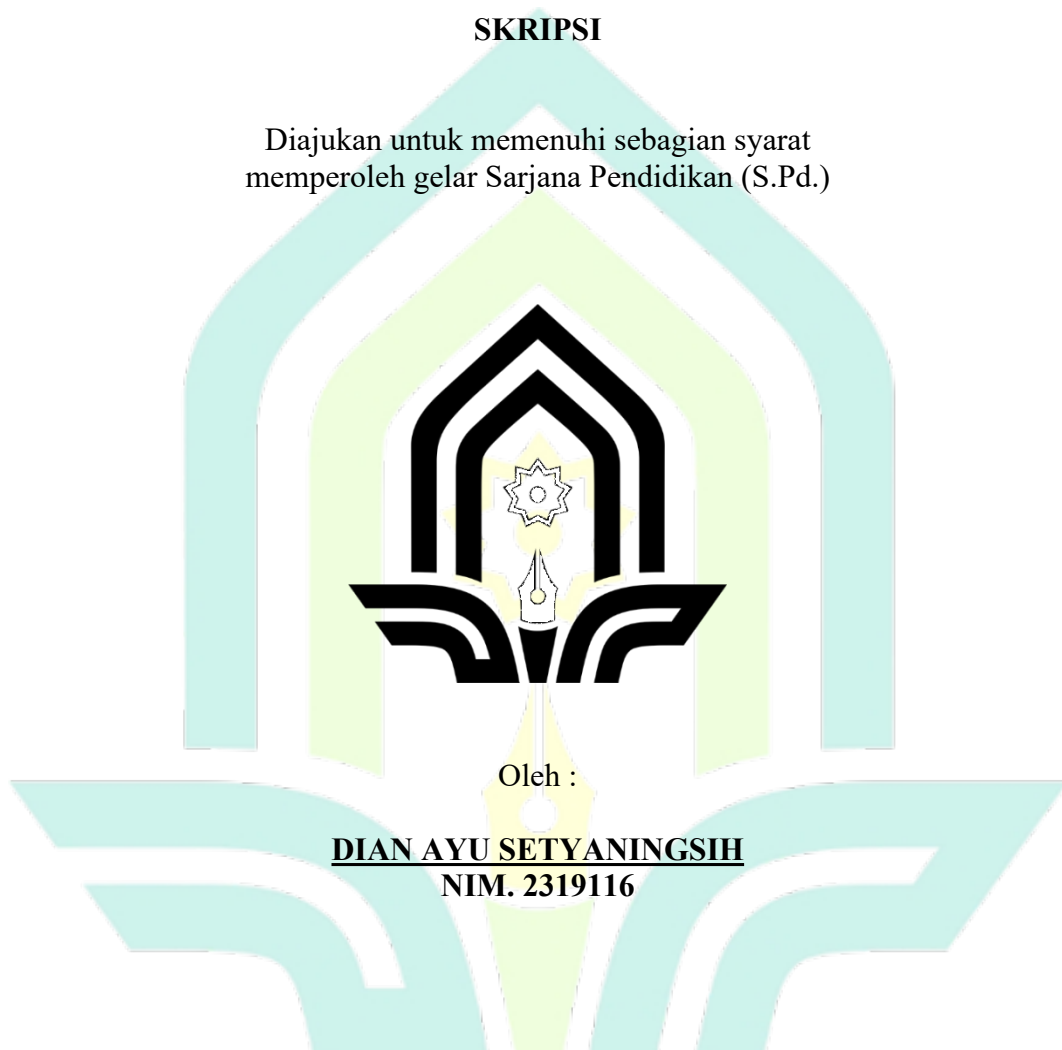 SKRIPSI
Diajukan untuk memenuhi sebagian syarat
memperoleh gelar Sarjana Pendidikan (S.Pd.)
Oleh :
DIAN AYU SETYANINGSIH
NIM. 2319116